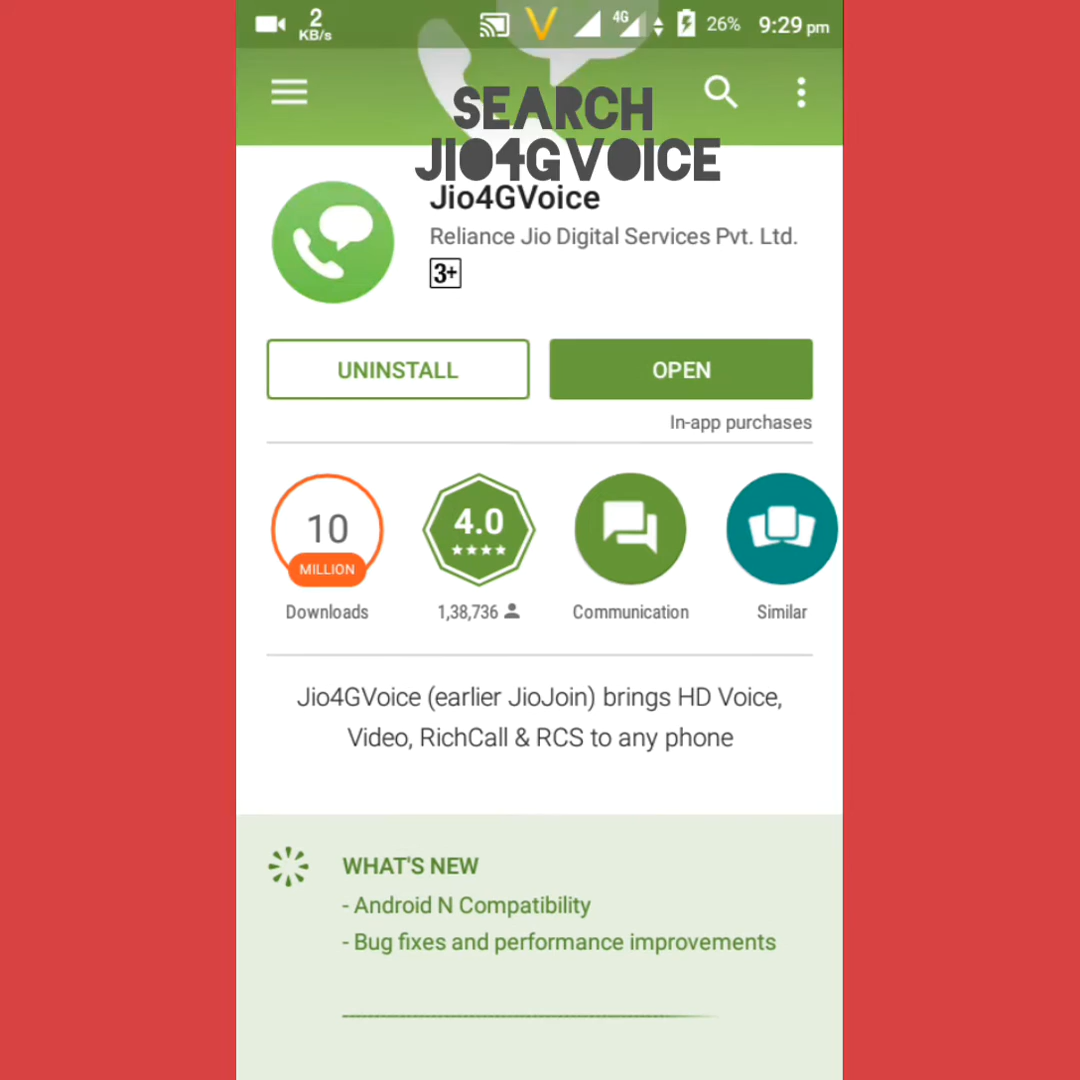 2
KB/s
4G
26%
9:29 pm
SEARCH
JIO4GVOICE
Jio4GVoice
Reliance Jio Digital Services Pvt. Ltd.
3+
UNINSTALL
OPEN
In-app purchases
10
MILLION
Downloads
4.0
1,38,736
Communication
Similar
Jio4GVoice (earlier JioJoin) brings HD Voice,
Video, RichCall & RCS to any phone
WHAT'S NEW
- Android N Compatibility
- Bug fixes and performance improvements